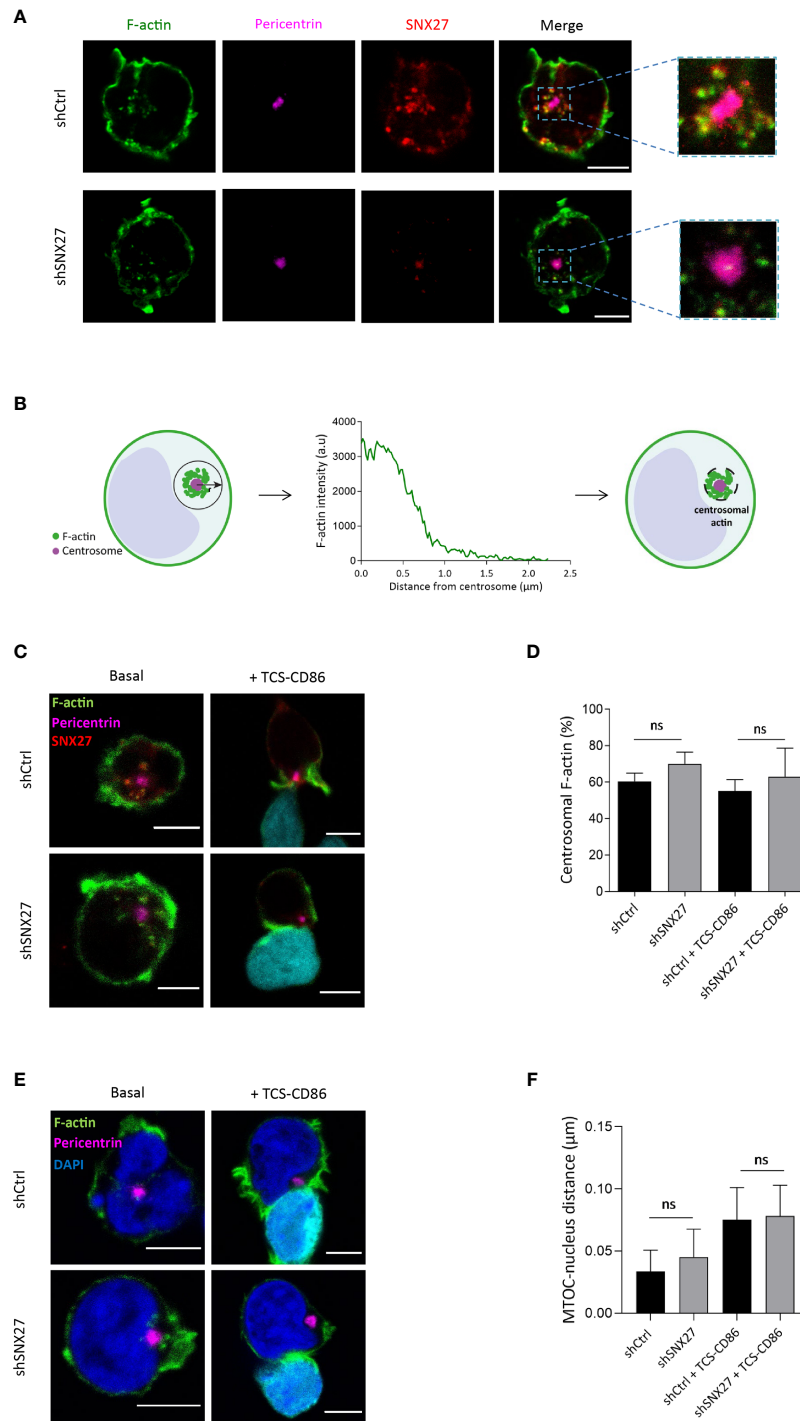 A
F-actin
Pericentrin
SNX27
Merge
shCtrl
shSNX27
B
F-actin
Centrosome
r
F-actin intensity (a.u)
4000
3000
2000
1000
0
0.0
0.5
1.0
1.5
2.0
2.5
Distance from centrosome (µm)
centrosomal
actin
C
Basal
+ TCS-CD86
F-actin
Pericentrin
SNX27
shCtrl
shSNX27
D
Centrosomal F-actin (%)
100
80
60
40
20
0
ns
ns
shCtrl
shSNX27
shCtrl + TCS-CD86
shSNX27 + TCS-CD86
E
Basal
+ TCS-CD86
F-actin
Pericentrin
DAPI
shCtrl
shSNX27
F
MTOC-nucleus distance (µm)
0.15
0.10
0.05
0.00
ns
ns
shCtrl
shSNX27
shCtrl + TCS-CD86
shSNX27 + TCS-CD86